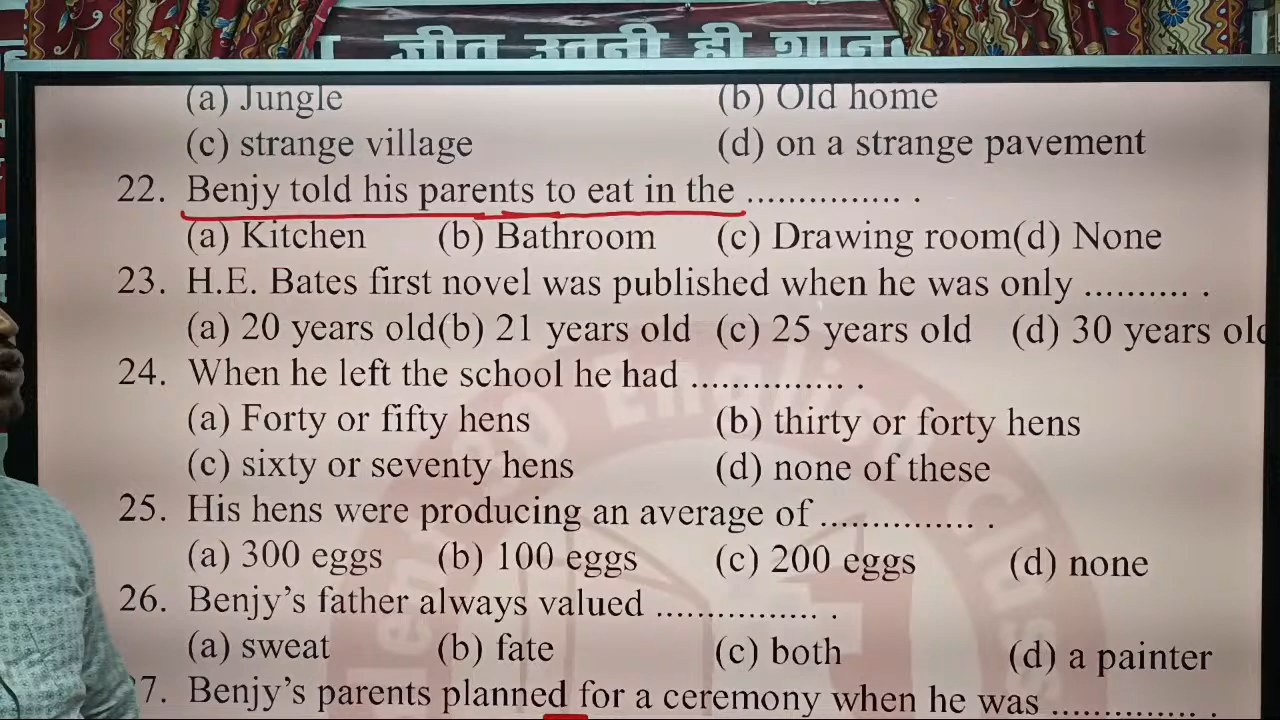 जीत उतनी ही शान
(a) Jungle (b) Old home
(c) strange village (d) on a strange pavement
22. Benjy told his parents to eat in the ............... .
(a) Kitchen (b) Bathroom (c) Drawing room(d) None
23. H.E. Bates first novel was published when he was only .......... .
(a) 20 years old(b) 21 years old (c) 25 years old (d) 30 years old
24. When he left the school he had ............... .
(a) Forty or fifty hens (b) thirty or forty hens
(c) sixty or seventy hens (d) none of these
25. His hens were producing an average of ............... .
(a) 300 eggs (b) 100 eggs (c) 200 eggs (d) none
26. Benjy's father always valued ................ .
(a) sweat (b) fate (c) both (d) a painter
27. Benjy's parents planned for a ceremony when he was .............. .